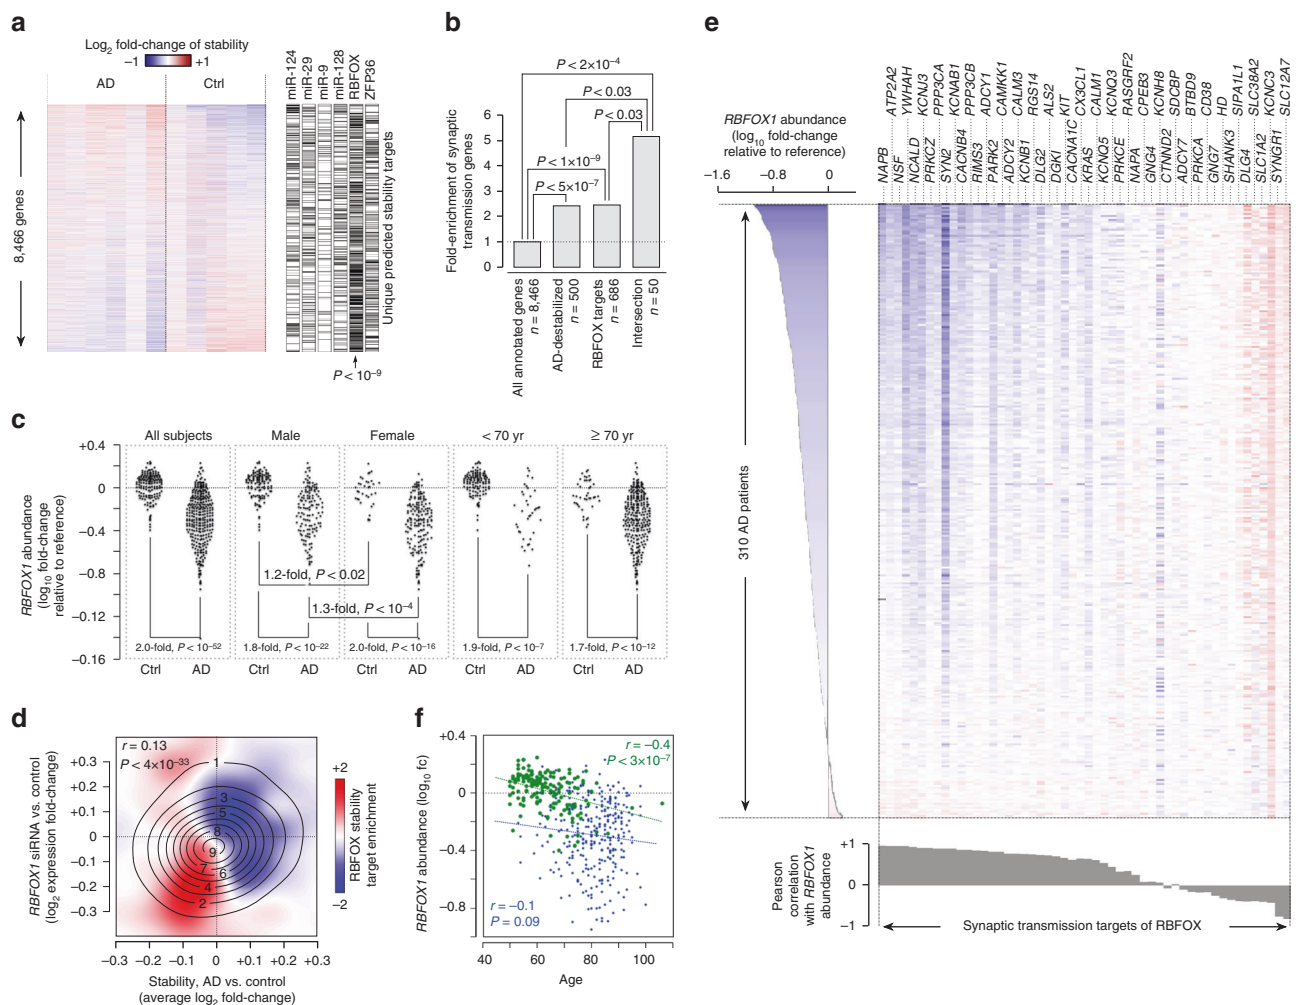 a
Log2 fold-change of stability
−1
+1
AD
Ctrl
8,466 genes
miR-124
miR-29
miR-9
miR-128
RBFOX
ZFP36
Unique predicted stability targets
P < 10−9
b
P < 2×10−4
P < 0.03
P < 0.03
P < 1×10−9
P < 5×10−7
Fold-enrichment of synaptic
transmission genes
6
5
4
3
2
1
0
All annotated genes
n = 8,466
AD-destabilized
n = 500
RBFOX targets
n = 686
Intersection
n = 50
c
All subjects
Male
Female
< 70 yr
≥ 70 yr
RBFOX1 abundance
(log10 fold-change
relative to reference)
+0.4
0
−0.4
−0.8
−0.12
−0.16
1.2-fold, P < 0.02
1.3-fold, P < 10−4
2.0-fold, P < 10−52
1.8-fold, P < 10−22
2.0-fold, P < 10−16
1.9-fold, P < 10−7
1.7-fold, P < 10−12
Ctrl
AD
Ctrl
AD
Ctrl
AD
Ctrl
AD
Ctrl
AD
d
r = 0.13
P < 4×10−33
RBFOX1 siRNA vs. control
(log2 expression fold-change)
+0.3
+0.2
+0.1
0
−0.1
−0.2
−0.3
1
3
5
8
9
7
6
4
2
−0.3
−0.2
−0.1
0
+0.1
+0.2
+0.3
Stability, AD vs. control
(average log2 fold-change)
+2
−2
RBFOX stability
target enrichment
e
RBFOX1 abundance
(log10 fold-change
relative to reference)
−1.6
−0.8
0
310 AD patients
NAPB
ATP2A2
NSF
YWHAH
NCALD
KCNJ3
PRKCZ
PPP3CA
SYN2
KCNAB1
CACNB4
PPP3CB
RIMS3
ADCY1
PARK2
CAMKK1
ADCY2
CALM3
KCNB1
RGS14
DLG2
ALS2
DGKI
KIT
CACNA1C
CX3CL1
KRAS
CALM1
KCNQ5
KCNQ3
PRKCE
RASGRF2
NAPA
CPEB3
GNG4
KCNH8
CTNND2
SDCBP
ADCY7
BTBD9
PRKCA
CD38
GNG7
HD
SHANK3
SIPA1L1
DLG4
SLC38A2
SLC1A2
KCNC3
SYNGR1
SLC12A7
Pearson
correlation
with RBFOX1
abundance
+1
0
−1
Synaptic transmission targets of RBFOX
f
RBFOX1 abundance (log10 fc)
+0.4
0
−0.4
−0.8
r = −0.4
P < 3×10−7
r = −0.1
P = 0.09
40
60
80
100
Age